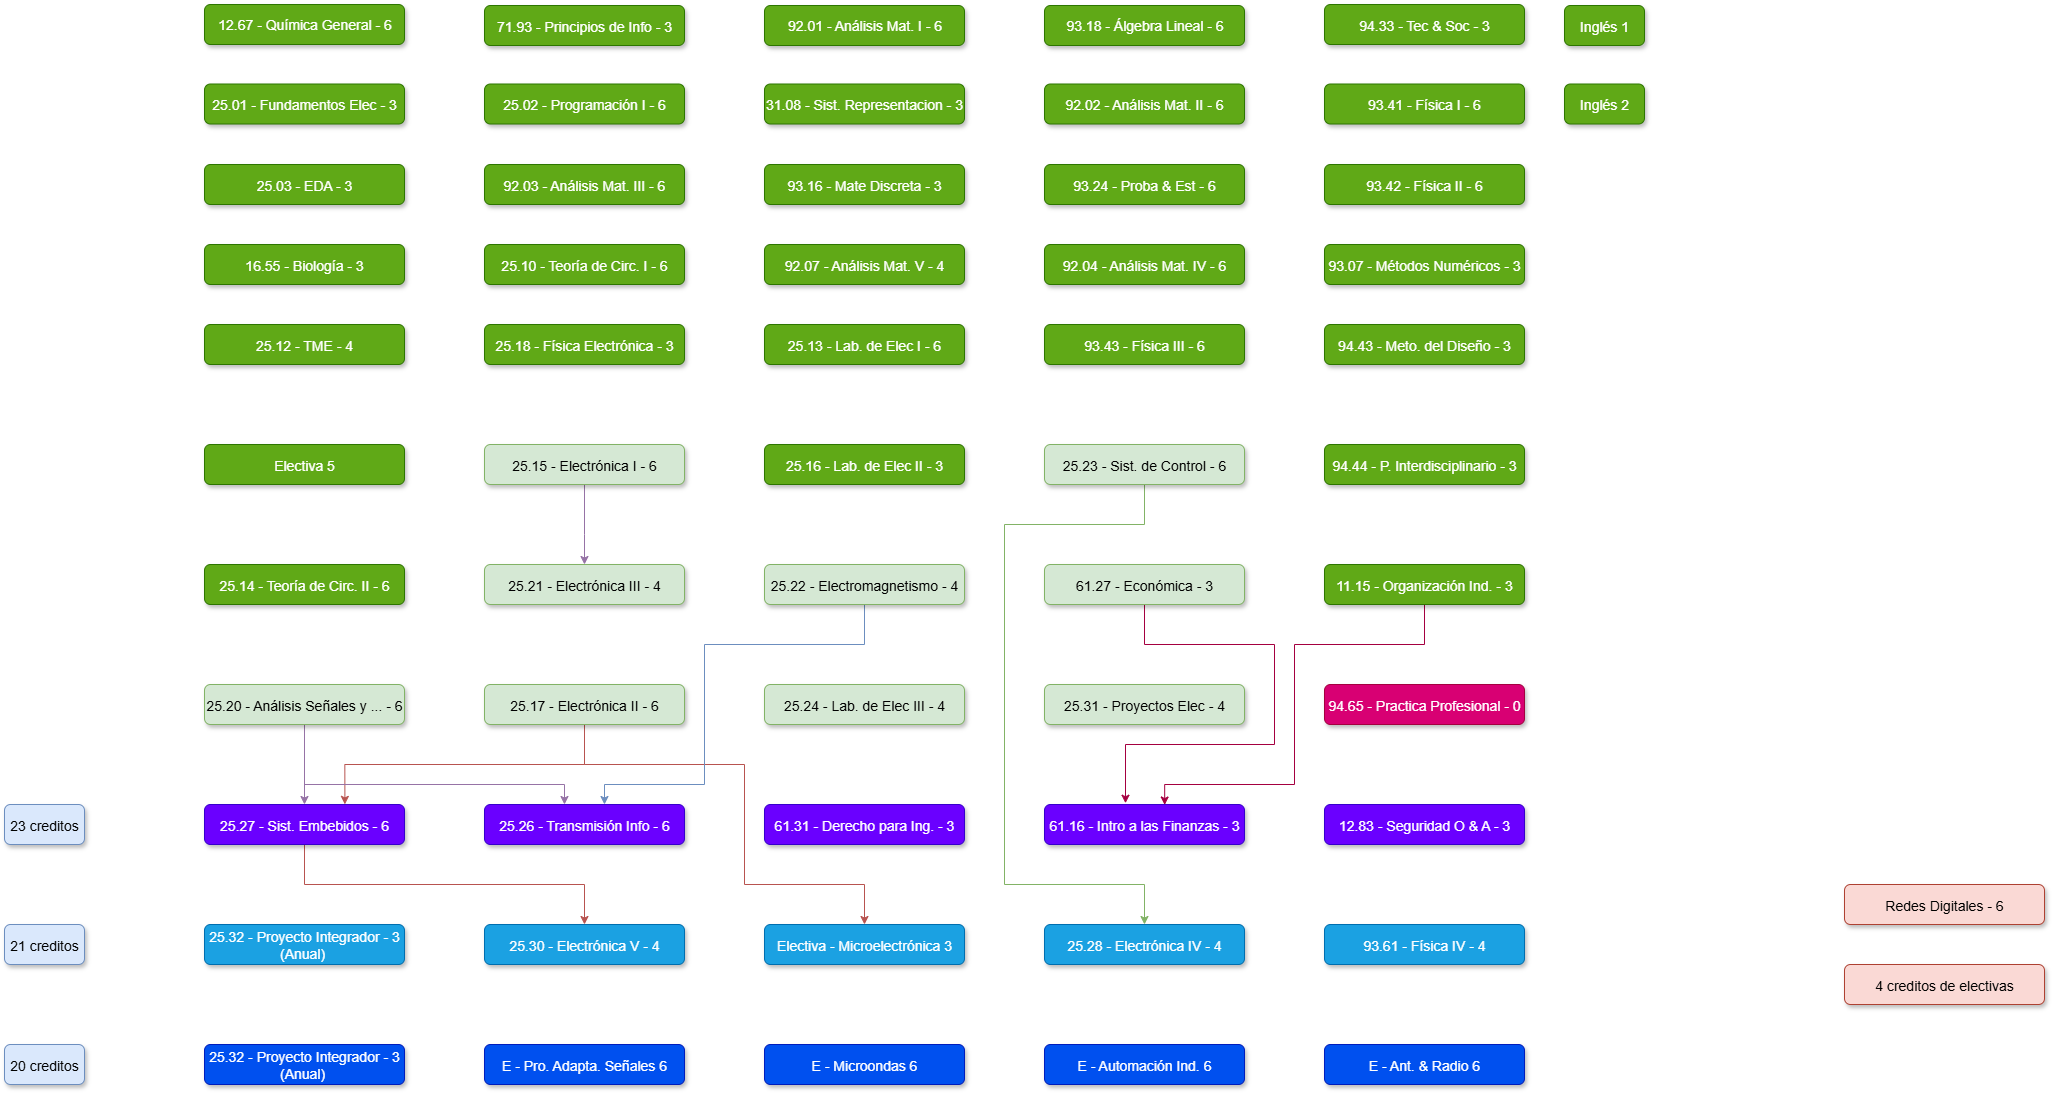 12.67 - Química General - 6
71.93 - Principios de Info - 3
92.01 - Análisis Mat. I - 6
93.18 - Álgebra Lineal - 6
94.33 - Tec & Soc - 3
Inglés 1
25.01 - Fundamentos Elec - 3
25.02 - Programación I - 6
31.08 - Sist. Representacion - 3
92.02 - Análisis Mat. II - 6
93.41 - Física I - 6
Inglés 2
25.03 - EDA - 3
92.03 - Análisis Mat. III - 6
93.16 - Mate Discreta - 3
93.24 - Proba & Est - 6
93.42 - Física II - 6
16.55 - Biología - 3
25.10 - Teoría de Circ. I - 6
92.07 - Análisis Mat. V - 4
92.04 - Análisis Mat. IV - 6
93.07 - Métodos Numéricos - 3
25.12 - TME - 4
25.18 - Física Electrónica - 3
25.13 - Lab. de Elec I - 6
93.43 - Física III - 6
94.43 - Meto. del Diseño - 3
Electiva 5
25.15 - Electrónica I - 6
25.16 - Lab. de Elec II - 3
25.23 - Sist. de Control - 6
94.44 - P. Interdisciplinario - 3
25.14 - Teoría de Circ. II - 6
25.21 - Electrónica III - 4
25.22 - Electromagnetismo - 4
61.27 - Económica - 3
11.15 - Organización Ind. - 3
25.20 - Análisis Señales y ... - 6
25.17 - Electrónica II - 6
25.24 - Lab. de Elec III - 4
25.31 - Proyectos Elec - 4
94.65 - Practica Profesional - 0
23 creditos
25.27 - Sist. Embebidos - 6
25.26 - Transmisión Info - 6
61.31 - Derecho para Ing. - 3
61.16 - Intro a las Finanzas - 3
12.83 - Seguridad O & A - 3
Redes Digitales - 6
21 creditos
25.32 - Proyecto Integrador - 3
(Anual)
25.30 - Electrónica V - 4
Electiva - Microelectrónica 3
25.28 - Electrónica IV - 4
93.61 - Física IV - 4
4 creditos de electivas
20 creditos
25.32 - Proyecto Integrador - 3
(Anual)
E - Pro. Adapta. Señales 6
E - Microondas 6
E - Automación Ind. 6
E - Ant. & Radio 6